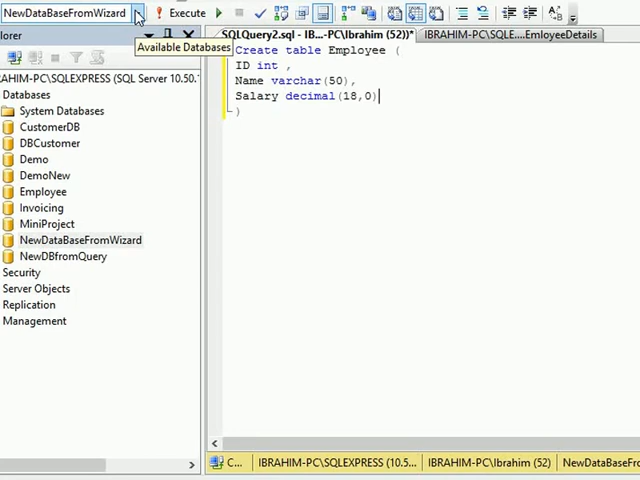 NewDataBaseFromWizard
Execute
lorer
SQLQuery2.sql - IB...-PC\Ibrahim (52))*
IBRAHIM-PC\SQLE....EmloyeeDetails
Available Databases
BRAHIM-PC\SQLEXPRESS (SQL Server 10.50.
Databases
System Databases
CustomerDB
DBCustomer
Demo
DemoNew
Employee
Invoicing
MiniProject
NewDataBaseFromWizard
NewDBfromQuery
Security
Server Objects
Replication
Management
Create table Employee (
ID int ,
Name varchar(50),
Salary decimal(18,0)
)
C...
IBRAHIM-PC\SQLEXPRESS (10.5...
IBRAHIM-PC\Ibrahim (52)
NewDataBaseFro